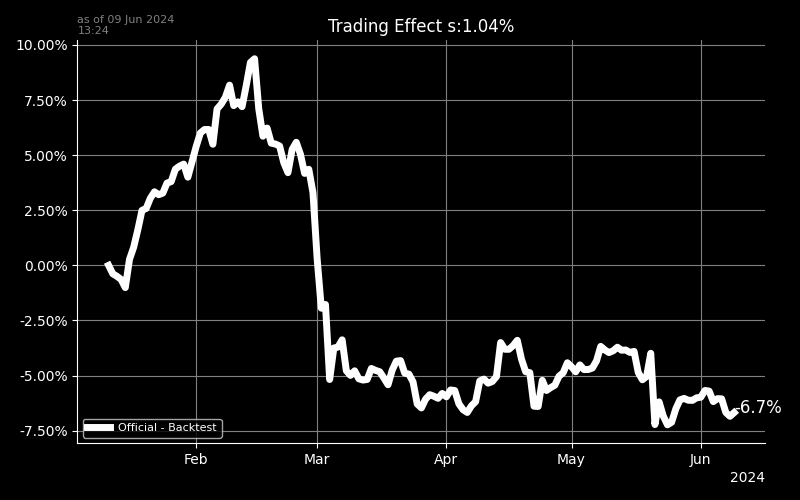 as of 09 Jun 2024
13:24
Trading Effect s:1.04%
10.00%
7.50%
5.00%
2.50%
0.00%
-2.50%
-5.00%
-7.50%
-6.7%
Official - Backtest
Feb Mar Apr May Jun
2024